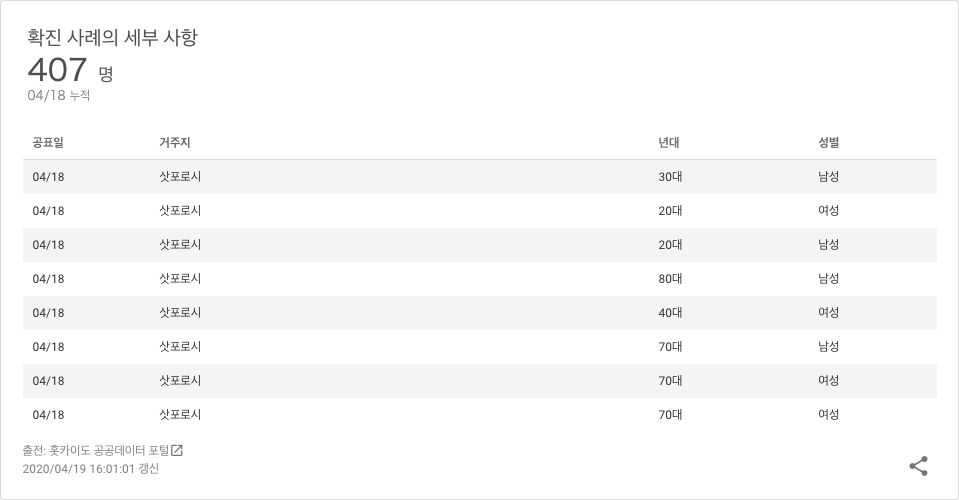 확진 사례의 세부 사항
407 명
04/18 누적
공표일 거주지 년대 성별
04/18 삿포로시 30대 남성
04/18 삿포로시 20대 여성
04/18 삿포로시 20대 남성
04/18 삿포로시 80대 남성
04/18 삿포로시 40대 여성
04/18 삿포로시 70대 남성
04/18 삿포로시 70대 여성
04/18 삿포로시 70대 여성
출전: 홋카이도 공공데이터 포털
2020/04/19 16:01:01 갱신